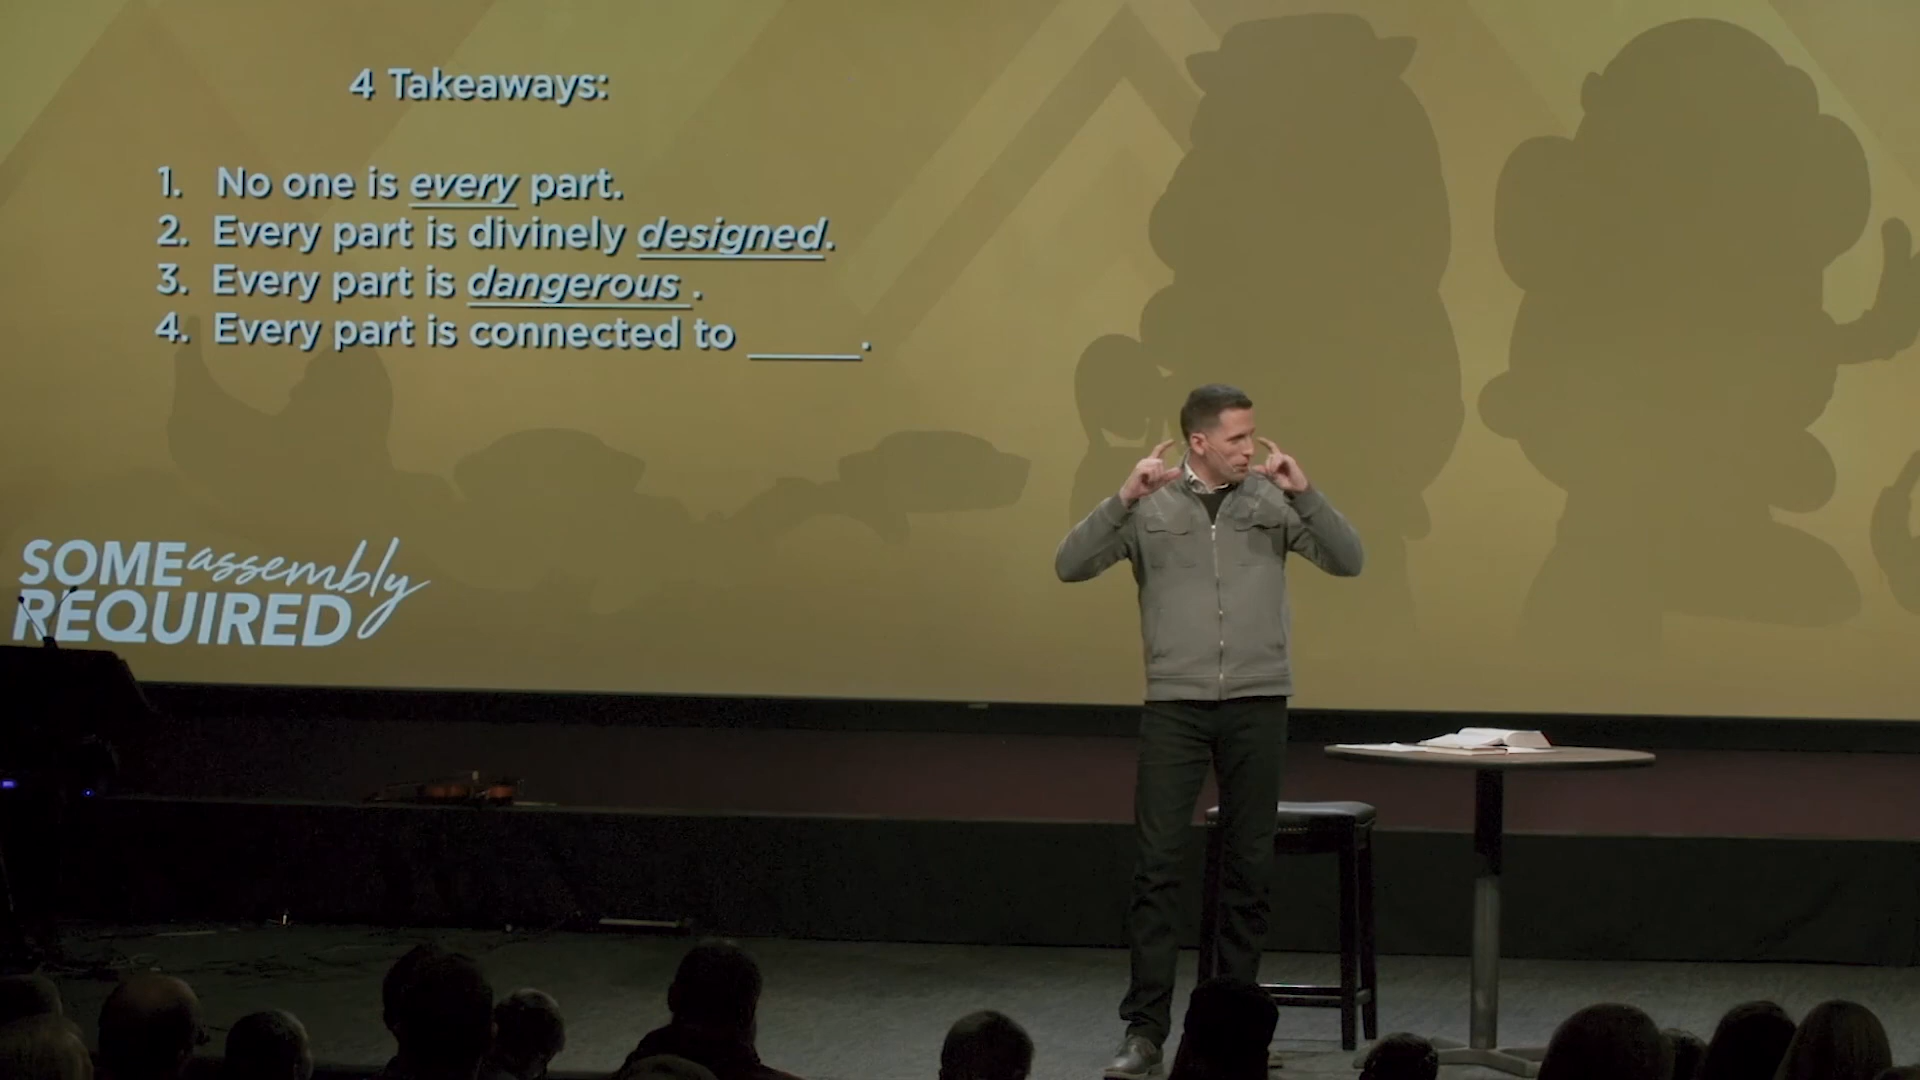 4 Takeaways:
1. No one is every part.
2. Every part is divinely designed.
3. Every part is dangerous .
4. Every part is connected to _____.
SOME assembly
REQUIRED